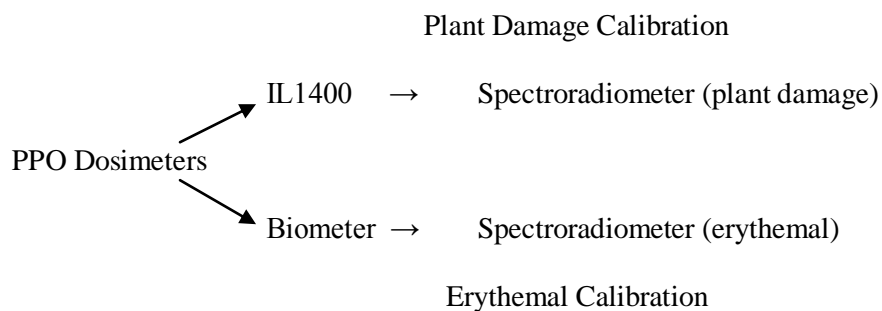 Plant Damage Calibration
IL1400 → Spectroradiometer (plant damage)
PPO Dosimeters
Biometer → Spectroradiometer (erythemal)
Erythemal Calibration